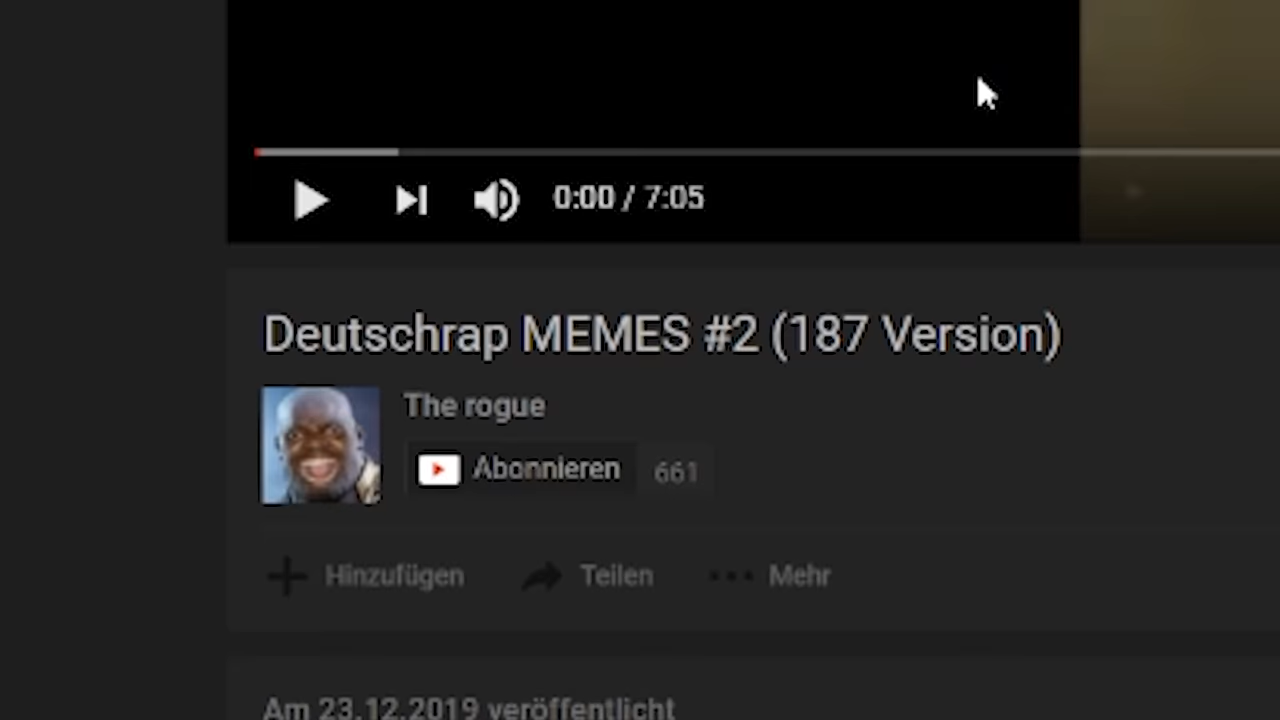 0:00 / 7:05
Deutschrap MEMES #2 (187 Version)
The rogue
Abonnieren 661
Hinzufügen Teilen Mehr
Am 23.12.2019 veröffentlicht